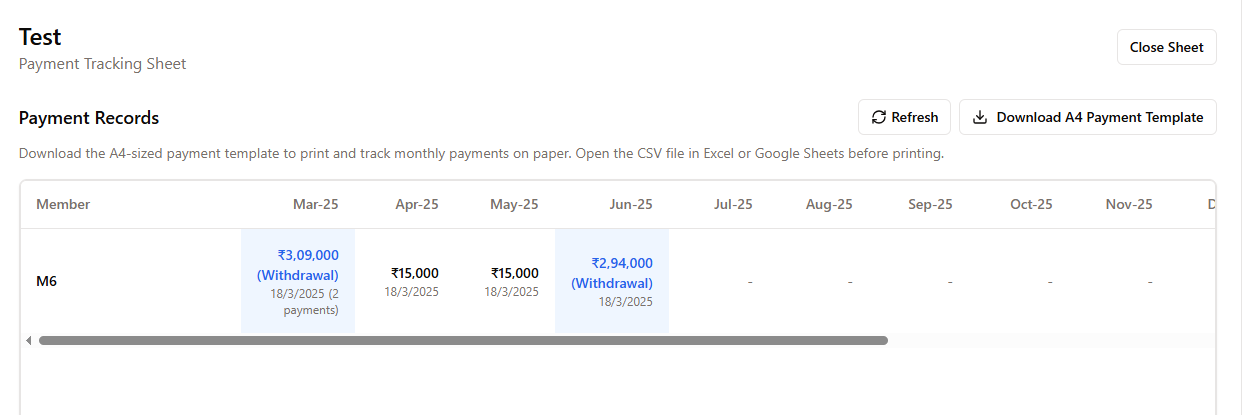 Test
Payment Tracking Sheet
Close Sheet
Payment Records
Refresh
Download A4 Payment Template
Download the A4-sized payment template to print and track monthly payments on paper. Open the CSV file in Excel or Google Sheets before printing.
Member Mar-25 Apr-25 May-25 Jun-25 Jul-25 Aug-25 Sep-25 Oct-25 Nov-25 D
M6
₹3,09,000
(Withdrawal)
18/3/2025 (2
payments)
₹15,000
18/3/2025
₹15,000
18/3/2025
₹2,94,000
(Withdrawal)
18/3/2025
- - - - -